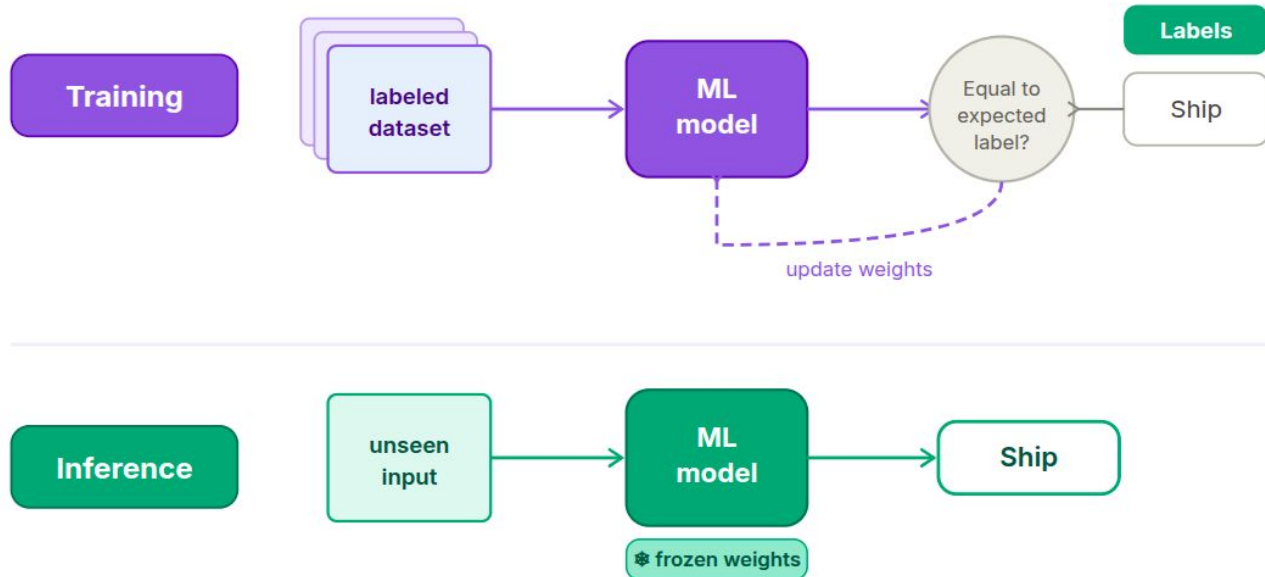 Training
labeled
dataset
ML
model
Equal to
expected
label?
Labels
Ship
update weights
Inference
unseen
input
ML
model
Ship
❄ frozen weights